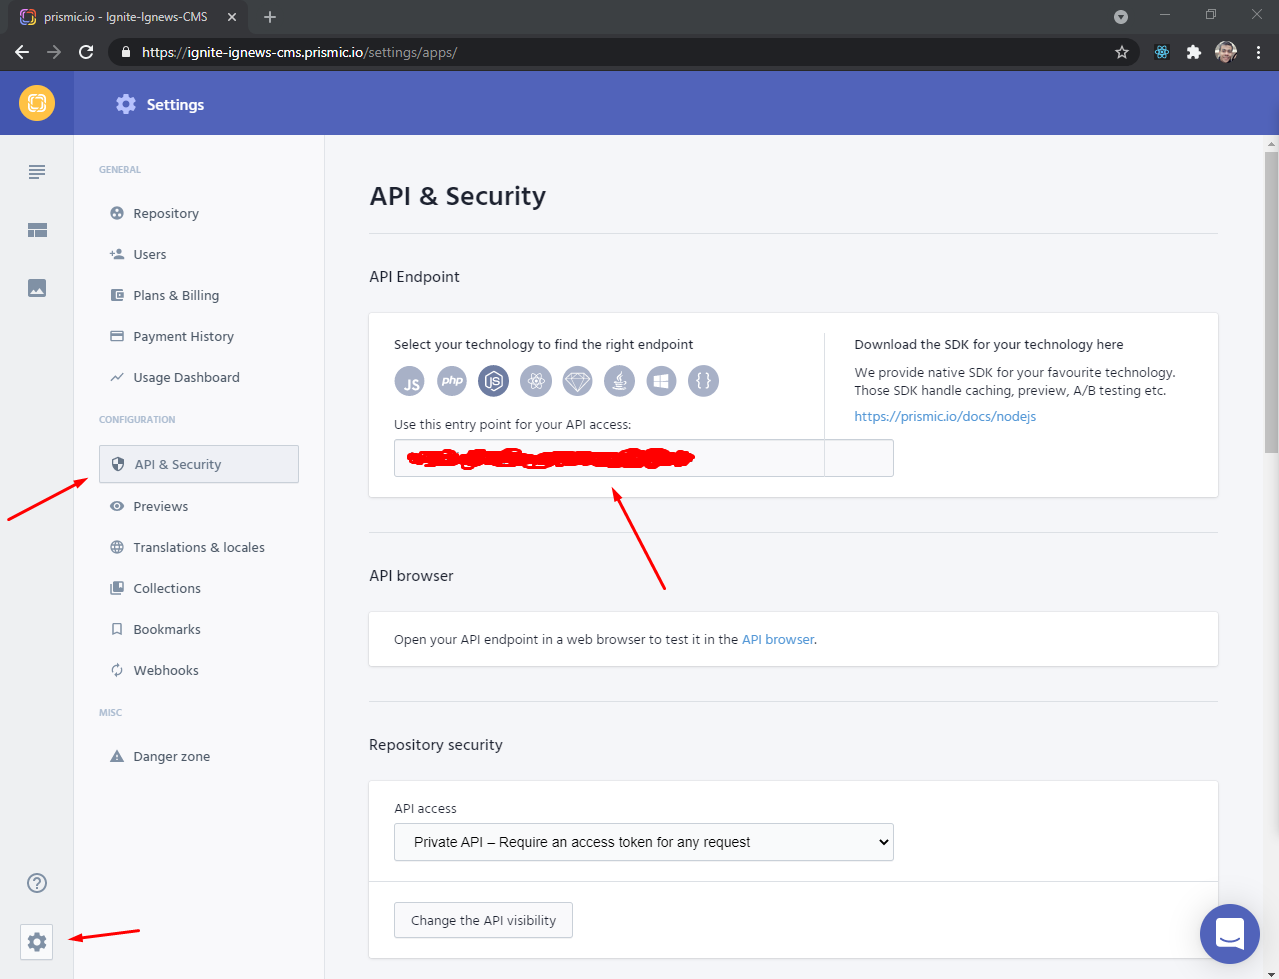 prismic.io - Ignite-Ignews-CMS
https://ignite-ignews-cms.prismic.io/settings/apps/
Settings
GENERAL
Repository
Users
Plans & Billing
Payment History
Usage Dashboard
CONFIGURATION
API & Security
Previews
Translations & locales
Collections
Bookmarks
Webhooks
MISC
Danger zone
API & Security
API Endpoint
Select your technology to find the right endpoint
JS
php
JS
{ }
Use this entry point for your API access:
Download the SDK for your technology here
We provide native SDK for your favourite technology.
Those SDK handle caching, preview, A/B testing etc.
https://prismic.io/docs/nodejs
API browser
Open your API endpoint in a web browser to test it in the API browser.
Repository security
API access
Private API – Require an access token for any request
Change the API visibility